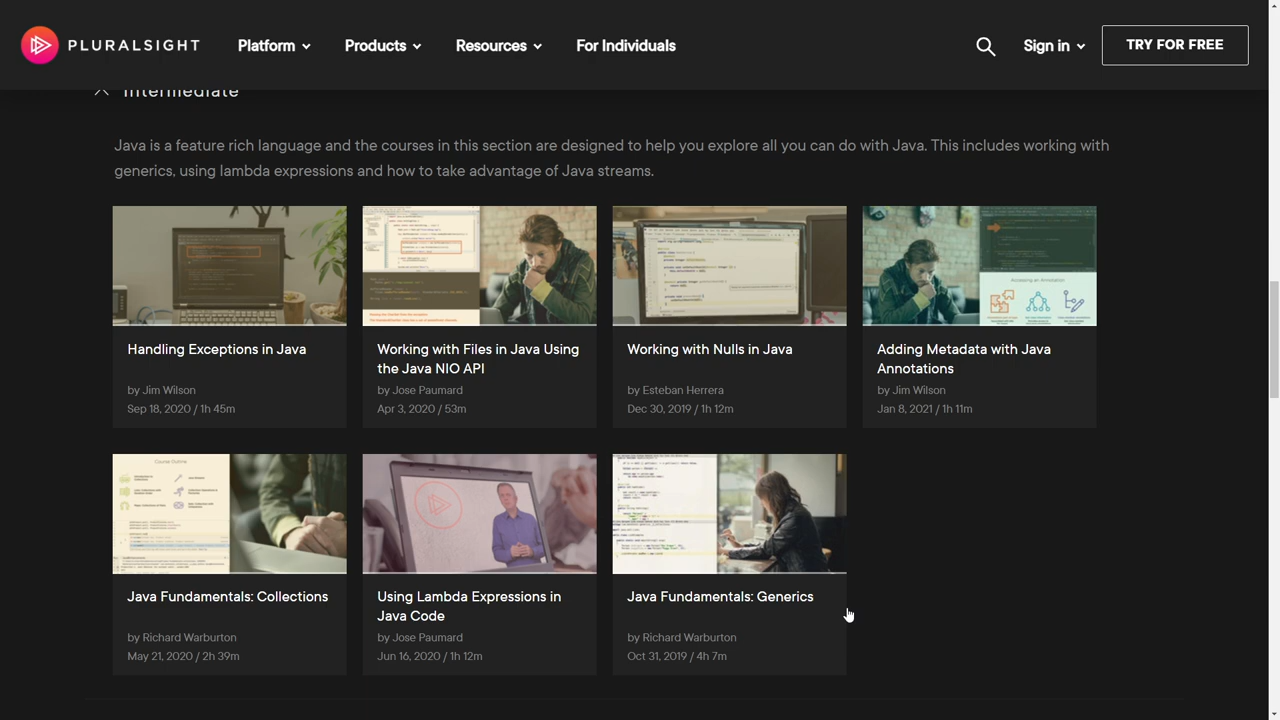 PLURALSIGHT
Platform
Products
Resources
For Individuals
Sign in
TRY FOR FREE
Intermediate
Java is a feature rich language and the courses in this section are designed to help you explore all you can do with Java. This includes working with
generics, using lambda expressions and how to take advantage of Java streams.
Accessing an Annotation
Handling Exceptions in Java
by Jim Wilson
Sep 18, 2020 / 1h 45m
Working with Files in Java Using
the Java NIO API
by Jose Paumard
Apr 3, 2020 / 53m
Working with Nulls in Java
by Esteban Herrera
Dec 30, 2019 / 1h 12m
Adding Metadata with Java
Annotations
by Jim Wilson
Jan 8, 2021 / 1h 11m
Course Outline
Java Fundamentals: Collections
by Richard Warburton
May 21, 2020 / 2h 39m
Using Lambda Expressions in
Java Code
by Jose Paumard
Jun 16, 2020 / 1h 12m
Java Fundamentals: Generics
by Richard Warburton
Oct 31, 2019 / 4h 7m